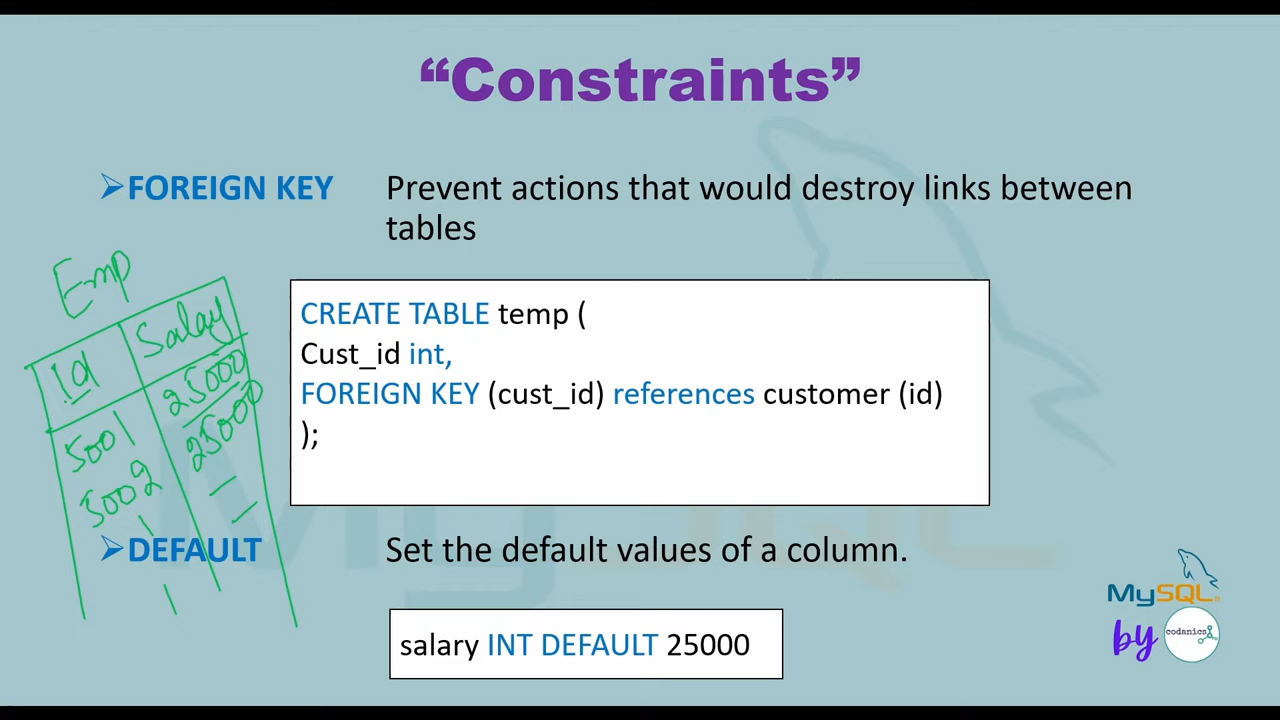 “Constraints”
➢FOREIGN KEY Prevent actions that would destroy links between
tables
Emp
Id Salay
25000
5001 25000
5002
CREATE TABLE temp (
Cust_id int,
FOREIGN KEY (cust_id) references customer (id)
);
➢DEFAULT Set the default values of a column.
salary INT DEFAULT 25000
MySQL
MySQL
by codanics